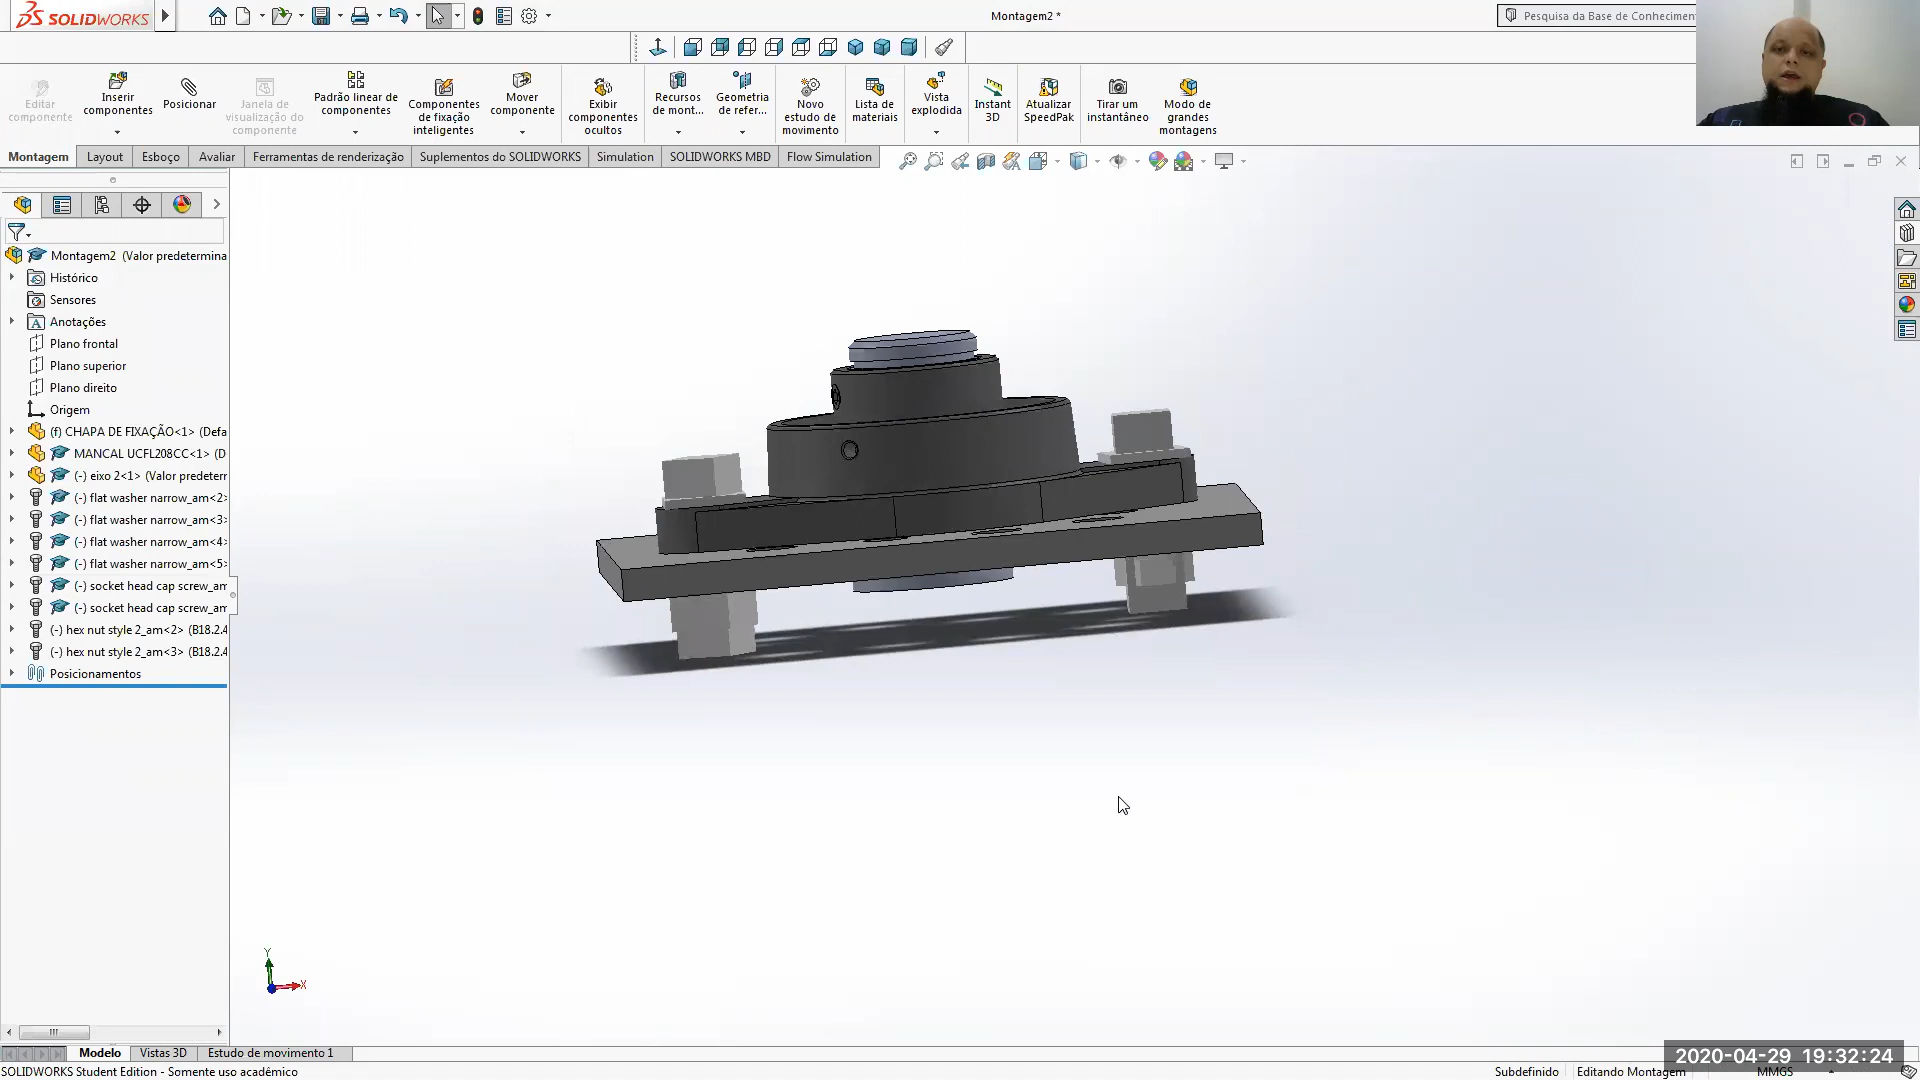 SOLIDWORKS
Montagem2 *
Pesquisa da Base de Conheciment
Editar componente
Inserir componentes
Posicionar
Janela de visualização do componente
Padrão linear de componentes
Componentes de fixação inteligentes
Mover componente
Exibir componentes ocultos
Recursos de mont...
Geometria de refer...
Novo estudo de movimento
Lista de materiais
Vista explodida
Instant 3D
Atualizar SpeedPak
Tirar um instantâneo
Modo de grandes montagens
Montagem
Layout
Esboço
Avaliar
Ferramentas de renderização
Suplementos do SOLIDWORKS
Simulation
SOLIDWORKS MBD
Flow Simulation
Montagem2 (Valor predetermina
Histórico
Sensores
Anotações
Plano frontal
Plano superior
Plano direito
Origem
(f) CHAPA DE FIXAÇÃO<1> (Defa
MANCAL UCFL208CC<1> (D
(-) eixo 2<1> (Valor predeterr
(-) flat washer narrow_am<2>
(-) flat washer narrow_am<3>
(-) flat washer narrow_am<4>
(-) flat washer narrow_am<5>
(-) socket head cap screw_am
(-) socket head cap screw_am
(-) hex nut style 2_am<2> (B18.2.4
(-) hex nut style 2_am<3> (B18.2.4
Posicionamentos
Y
X
Modelo
Vistas 3D
Estudo de movimento 1
2020-04-29 19:32:24
SOLIDWORKS Student Edition - Somente uso acadêmico
Subdefinido
Editando Montagem
MMGS